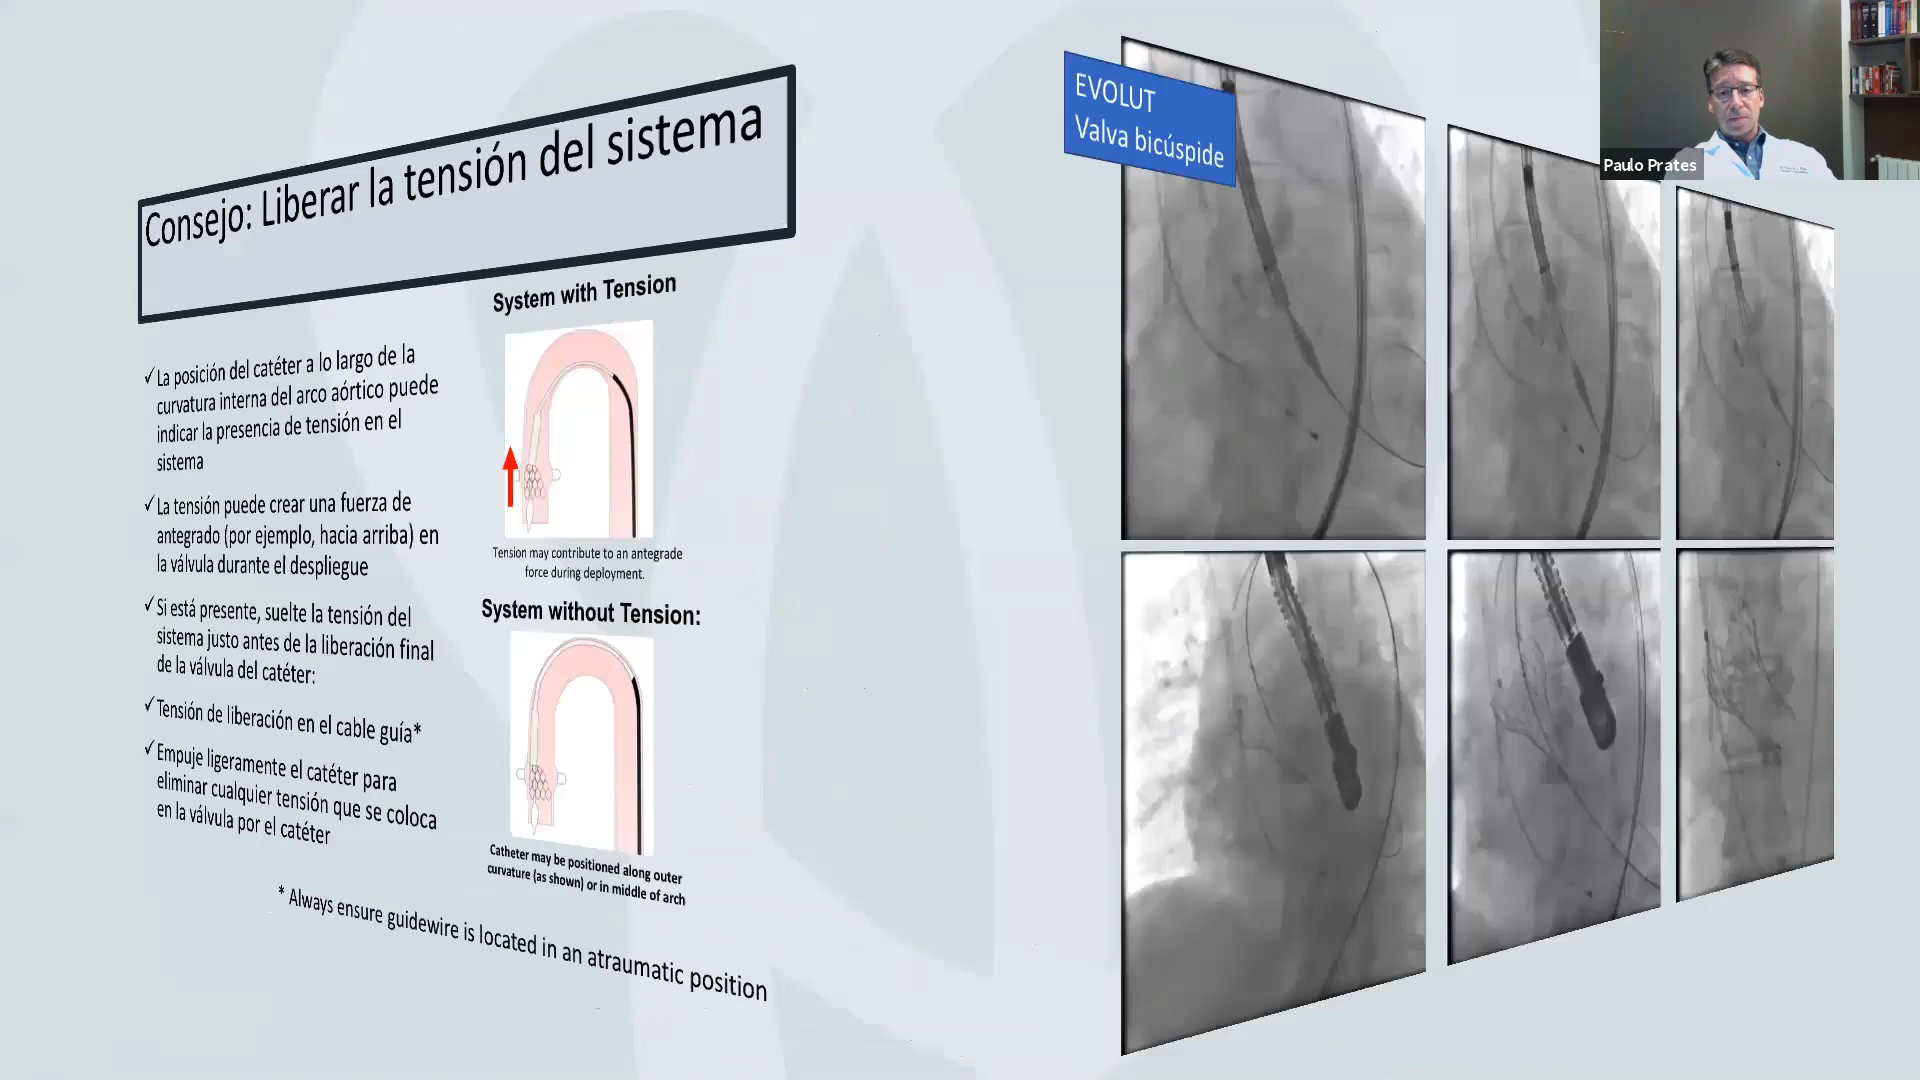 Consejo: Liberar la tensión del sistema
✓La posición del catéter a lo largo de la
curvatura interna del arco aórtico puede
indicar la presencia de tensión en el
sistema
✓La tensión puede crear una fuerza de
antegrado (por ejemplo, hacia arriba) en
la válvula durante el despliegue
✓Si está presente, suelte la tensión del
sistema justo antes de la liberación final
de la válvula del catéter:
✓Tensión de liberación en el cable guía*
✓Empuje ligeramente el catéter para
eliminar cualquier tensión que se coloca
en la válvula por el catéter
System with Tension
Tension may contribute to an antegrade
force during deployment.
System without Tension:
Catheter may be positioned along outer
curvature (as shown) or in middle of arch
* Always ensure guidewire is located in an atraumatic position
EVOLUT
Valva bicúspide
Paulo Prates